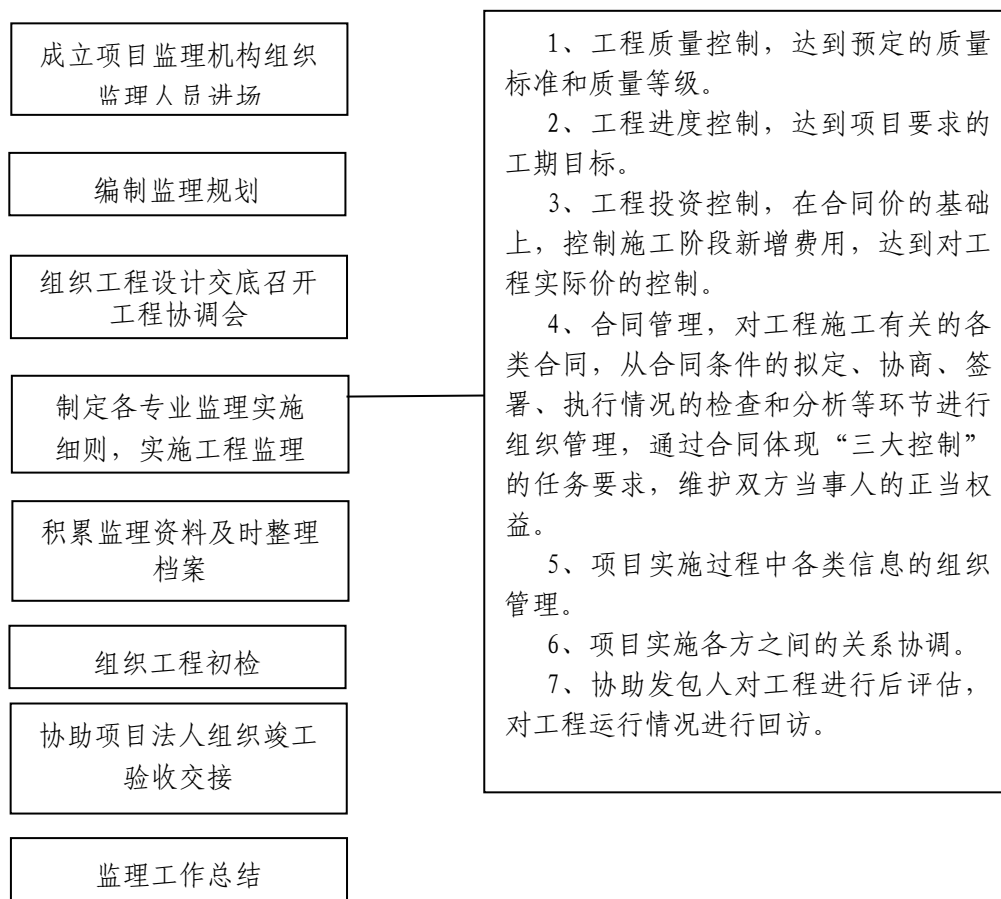 成立项目监理机构组织
监理人员进场
编制监理规划
组织工程设计交底召开
工程协调会
制定各专业监理实施
细则，实施工程监理
积累监理资料及时整理
档案
组织工程初检
协助项目法人组织竣工
验收交接
监理工作总结
1、工程质量控制，达到预定的质量
标准和质量等级。
2、工程进度控制，达到项目要求的
工期目标。
3、工程投资控制，在合同价的基础
上，控制施工阶段新增费用，达到对工
程实际价的控制。
4、合同管理，对工程施工有关的各
类合同，从合同条件的拟定、协商、签
署、执行情况的检查和分析等环节进行
组织管理，通过合同体现“三大控制”
的任务要求，维护双方当事人的正当权
益。
5、项目实施过程中各类信息的组织
管理。
6、项目实施各方之间的关系协调。
7、协助发包人对工程进行后评估，
对工程运行情况进行回访。